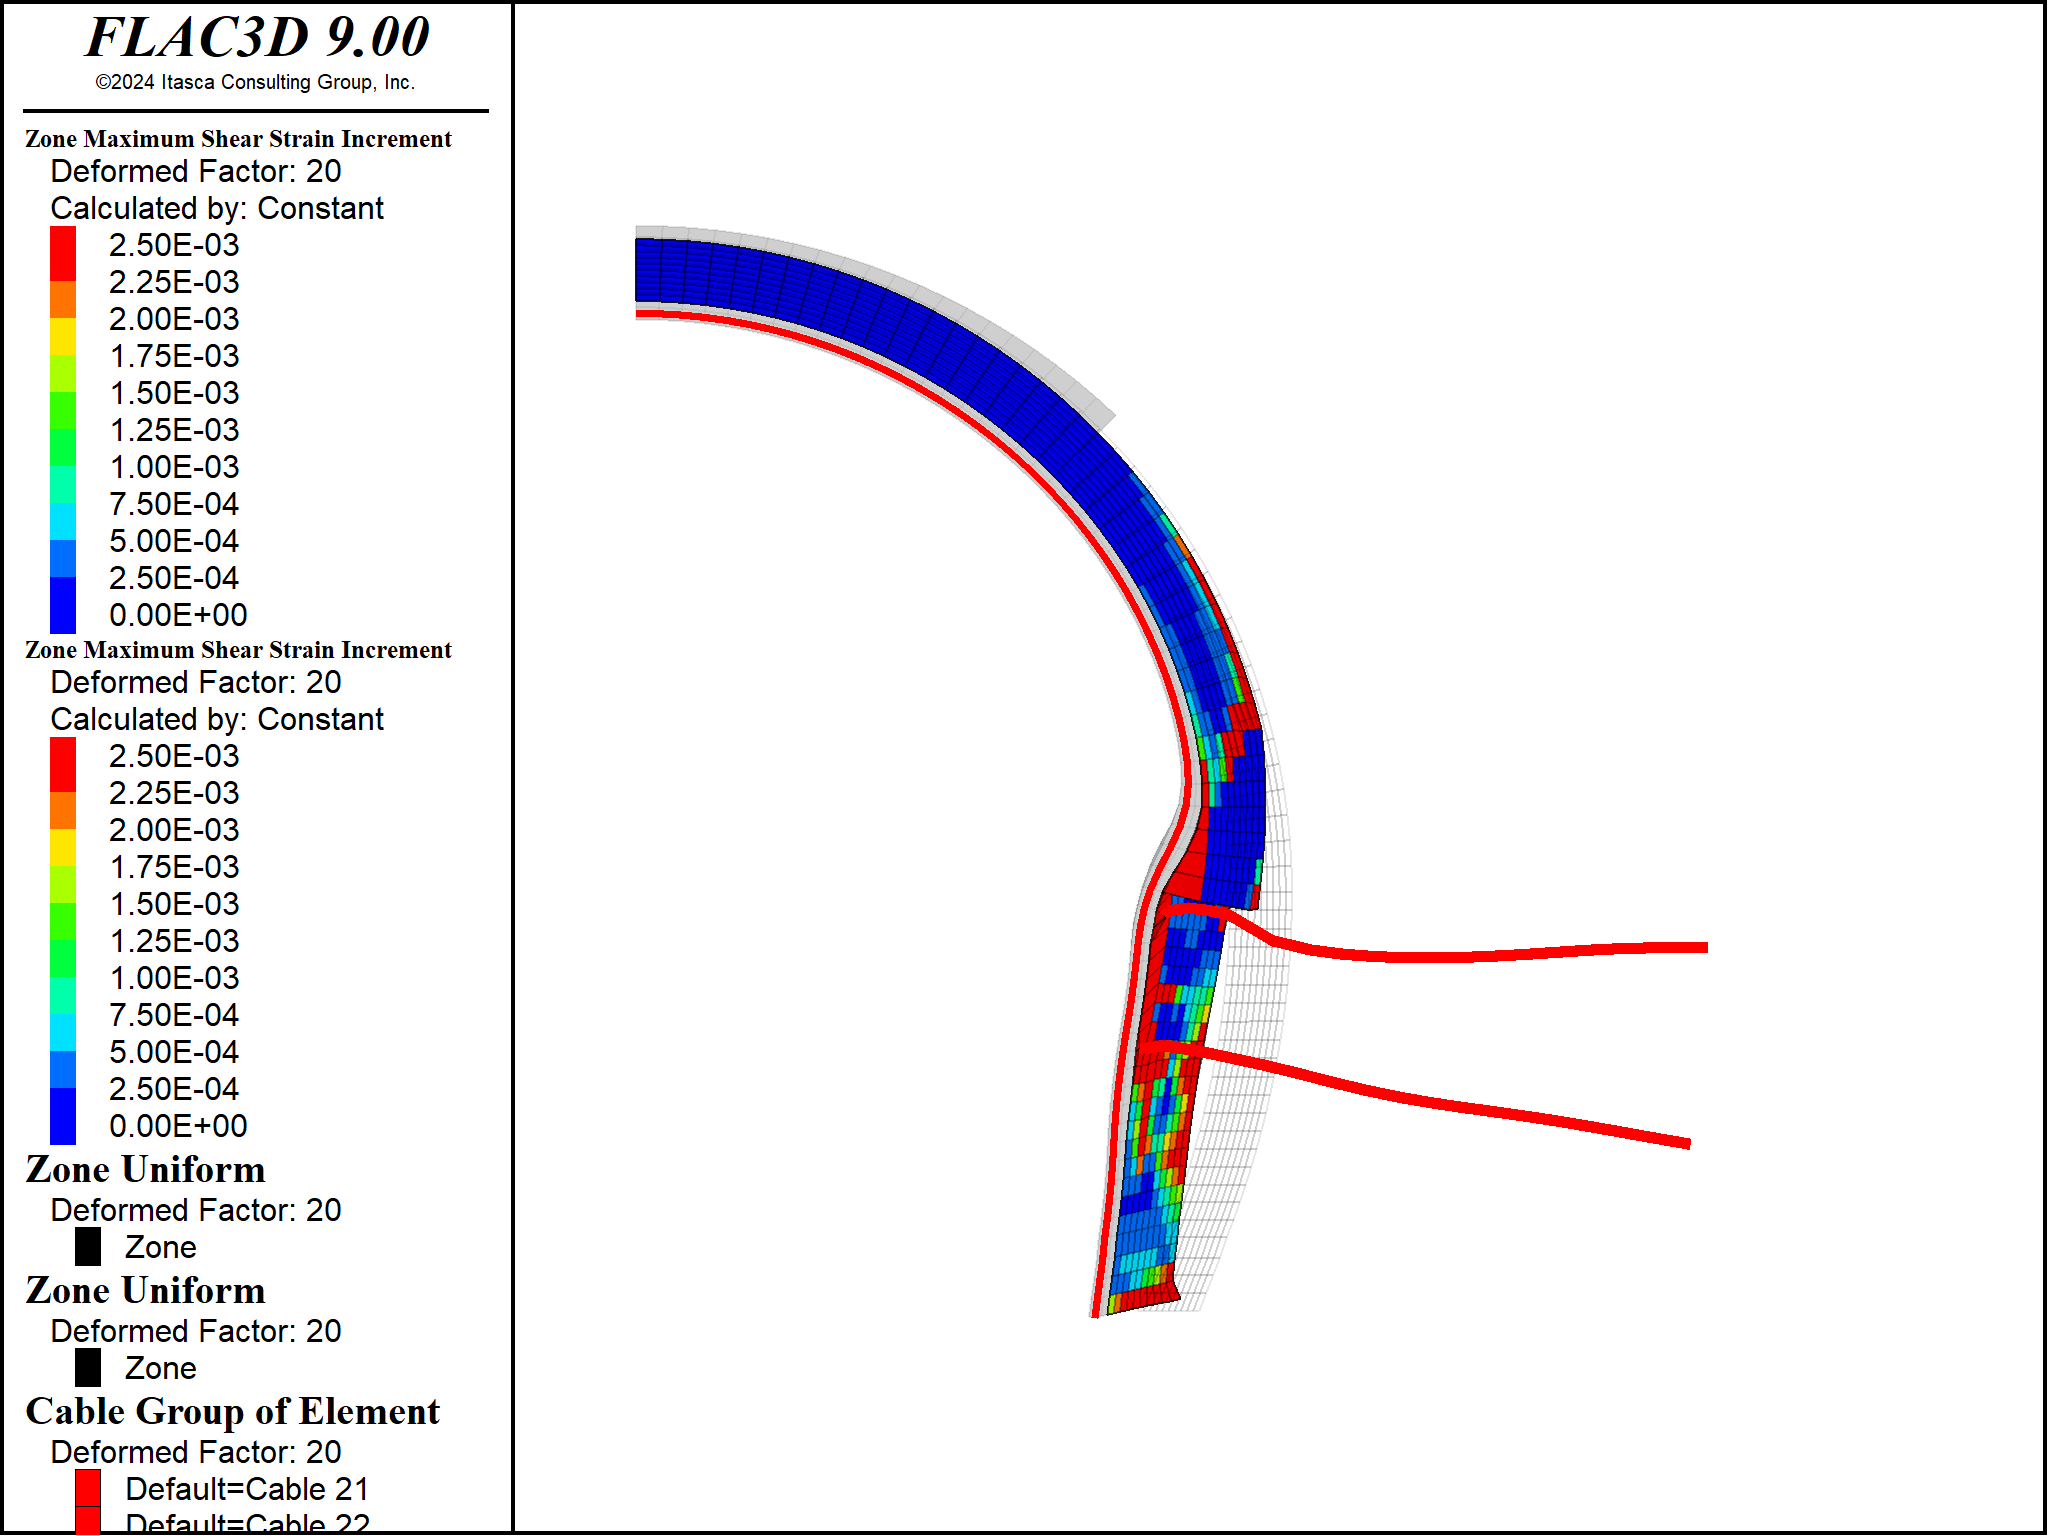 FLAC3D 9.00
©2024 Itasca Consulting Group, Inc.
Zone Maximum Shear Strain Increment
Deformed Factor: 20
Calculated by: Constant
2.50E-03
2.25E-03
2.00E-03
1.75E-03
1.50E-03
1.25E-03
1.00E-03
7.50E-04
5.00E-04
2.50E-04
0.00E+00
Zone Maximum Shear Strain Increment
Deformed Factor: 20
Calculated by: Constant
2.50E-03
2.25E-03
2.00E-03
1.75E-03
1.50E-03
1.25E-03
1.00E-03
7.50E-04
5.00E-04
2.50E-04
0.00E+00
Zone Uniform
Deformed Factor: 20
Zone
Zone Uniform
Deformed Factor: 20
Zone
Cable Group of Element
Deformed Factor: 20
Default=Cable 21
Default=Cable 22